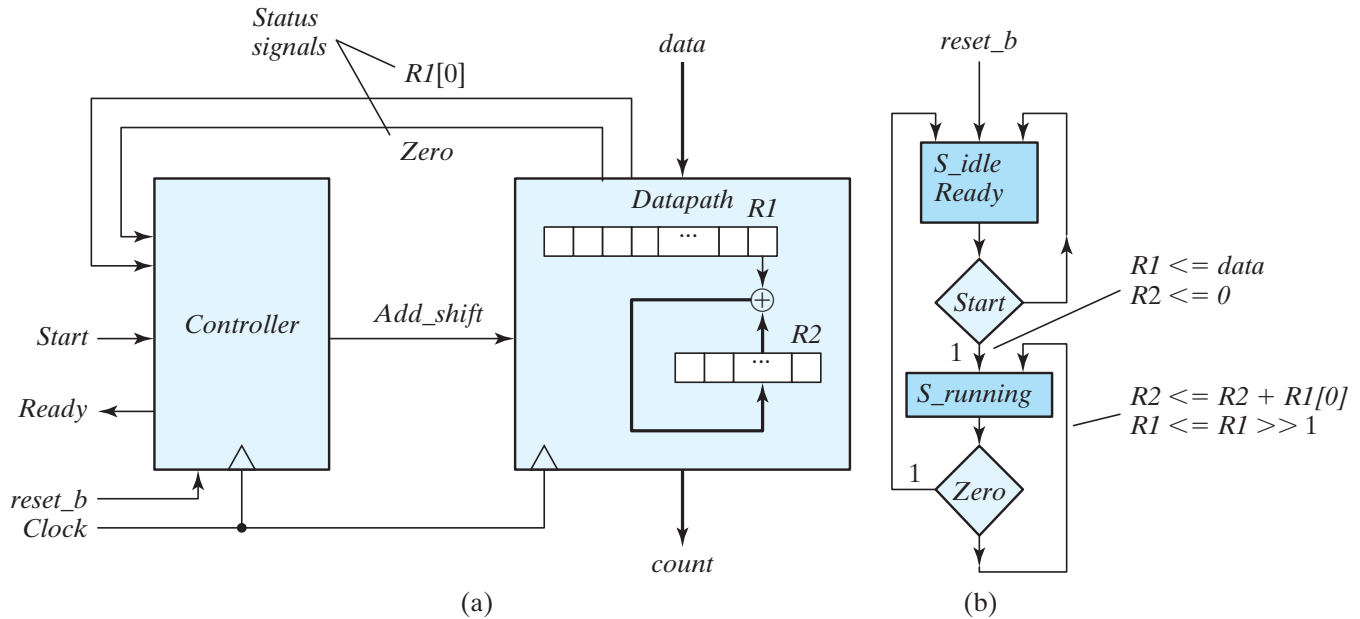 Status
signals
R1[0]
Zero
data
Datapath
R1
...
R2
...
Controller
Add_shift
Start
Ready
reset_b
Clock
count
(a)
reset_b
S_idle
Ready
Start
1
R1 <= data
R2 <= 0
S_running
R2 <= R2 + R1[0]
R1 <= R1 >> 1
1
Zero
(b)